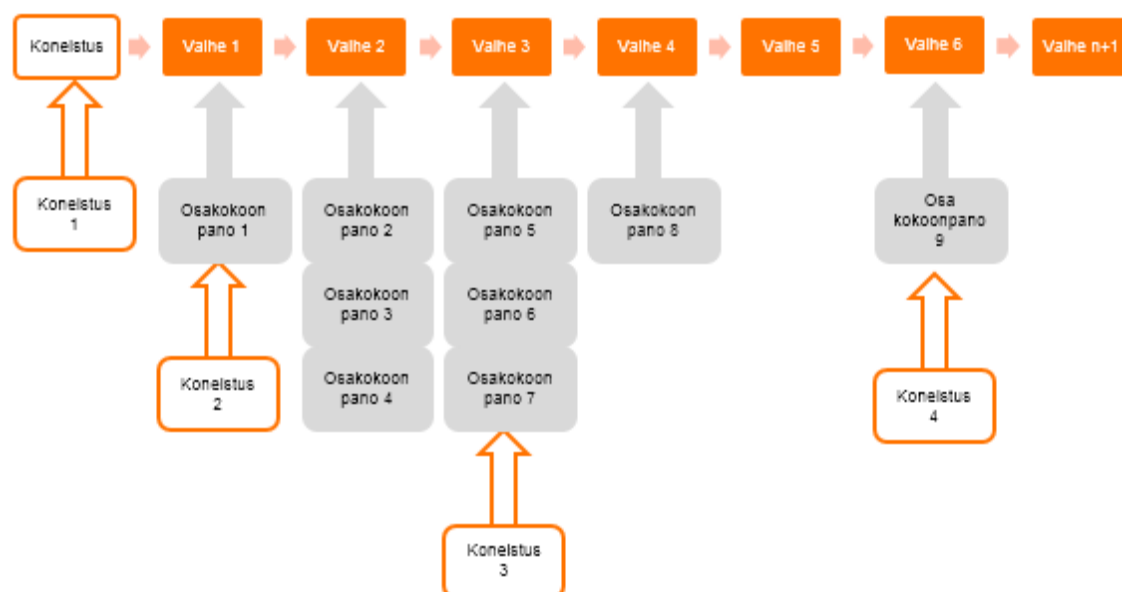 Koneistus
Vaihe 1
Vaihe 2
Vaihe 3
Vaihe 4
Vaihe 5
Vaihe 6
Vaihe n+1
Koneistus
1
Osakokoon
pano 1
Osakokoon
pano 2
Osakokoon
pano 5
Osakokoon
pano 8
Osa
kokoonpano
9
Osakokoon
pano 3
Osakokoon
pano 6
Koneistus
2
Osakokoon
pano 4
Osakokoon
pano 7
Koneistus
4
Koneistus
3